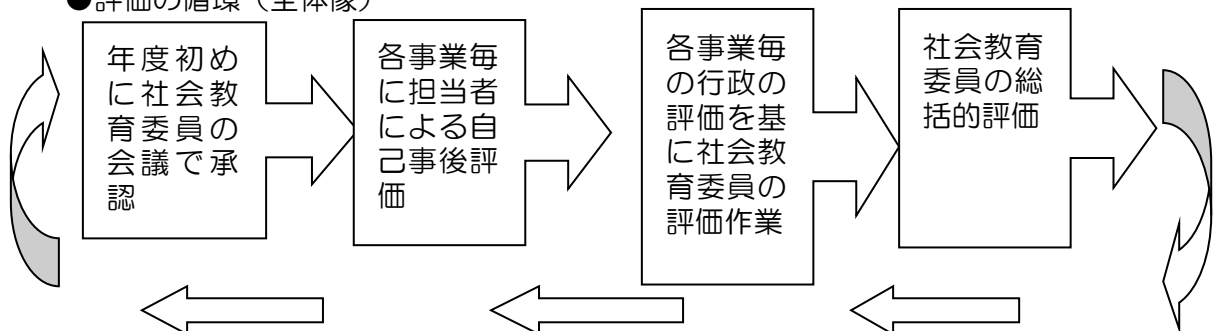 ●評価の循環（全体像）
年度初め
に社会教
育委員の
会議で承
認
各事業毎
に担当者
による自
己事後評
価
各事業毎
の行政の
評価を基
に社会教
育委員の
評価作業
社会教育
委員の総
括的評価